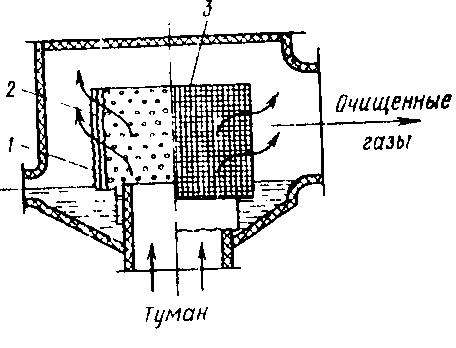 3
2
1
Очищенные
газы
Туман